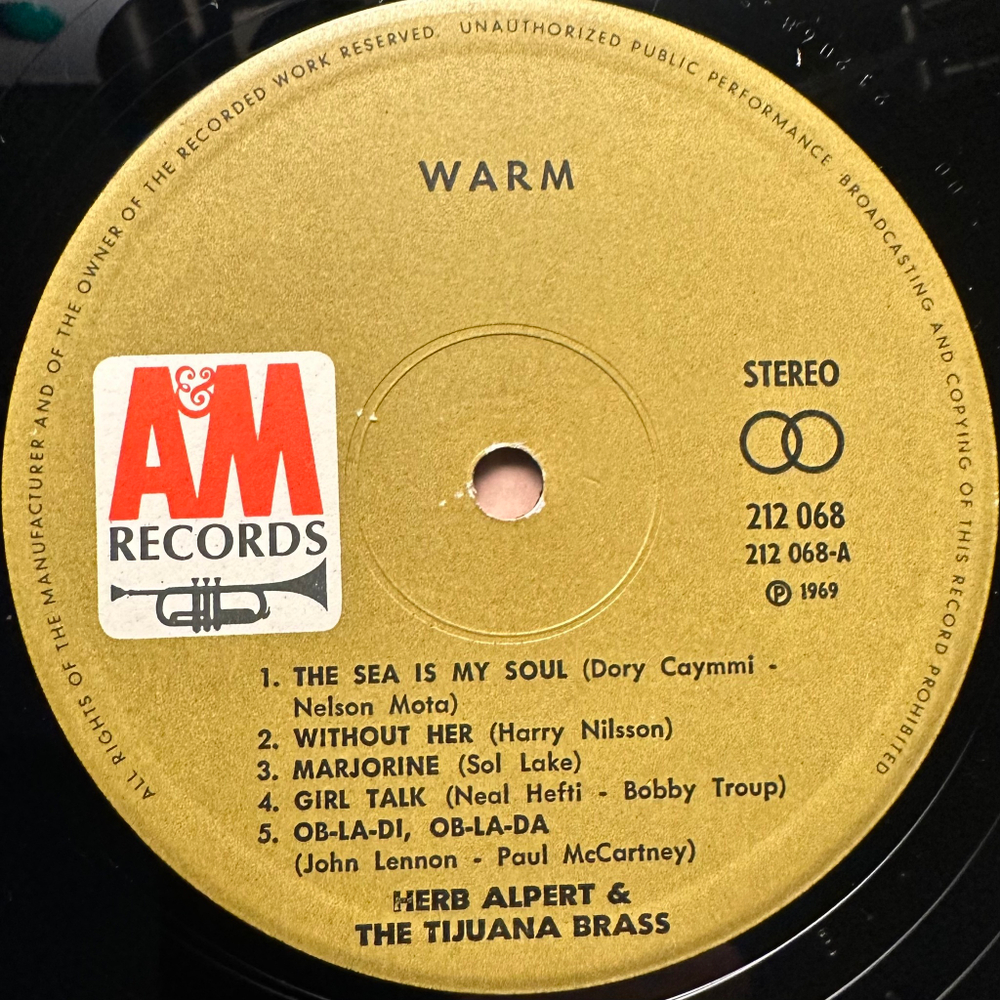 ALL RIGHTS OF THE MANUFACTURER AND OF THE OWNER OF THE RECORDED WORK RESERVED. UNAUTHORIZED PUBLIC PERFORMANCE. BROADCASTING AND COPYING OF THIS RECORD PROHIBITED
WARM
A&M
RECORDS
STEREO
212 068
212 068-A
Ⓟ 1969
1. THE SEA IS MY SOUL (Dory Caymmi -
Nelson Mota)
2. WITHOUT HER (Harry Nilsson)
3. MARJORINE (Sol Lake)
4. GIRL TALK (Neal Hefti - Bobby Troup)
5. OB-LA-DI, OB-LA-DA
(John Lennon - Paul McCartney)
HERB ALPERT &
THE TIJUANA BRASS